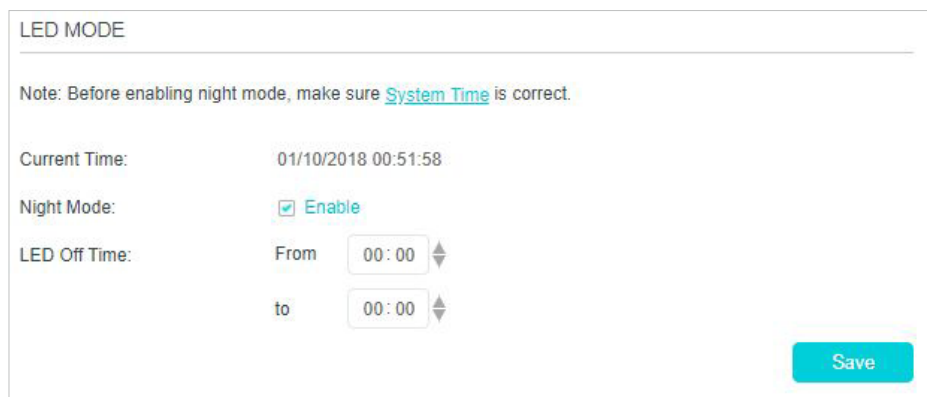 LED MODE
Note: Before enabling night mode, make sure System Time is correct.
Current Time: 01/10/2018 00:51:58
Night Mode: Enable
LED Off Time: From 00:00
to 00:00
Save